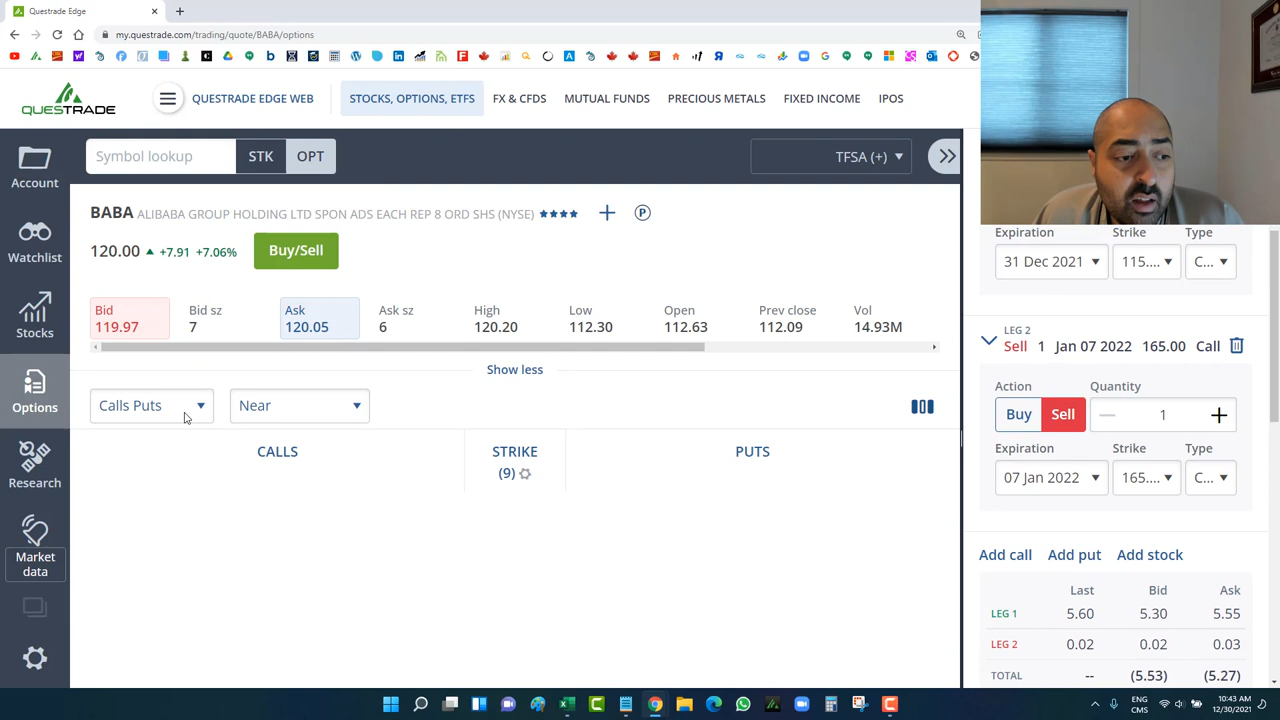 Questrade Edge
my.questrade.com/trading/quote/BABA/options
QUESTRADE
QUESTRADE EDGE WEB
STOCKS, OPTIONS, ETFS
FX & CFDS
MUTUAL FUNDS
PRECIOUS METALS
FIXED INCOME
IPOS
Symbol lookup
STK
OPT
TFSA (+)
Account
Watchlist
Stocks
Options
Research
Market data
BABA ALIBABA GROUP HOLDING LTD SPON ADS EACH REP 8 ORD SHS (NYSE)
P
120.00 +7.91 +7.06%
Buy/Sell
Bid Bid sz Ask Ask sz High Low Open Prev close Vol
119.97 7 120.05 6 120.20 112.30 112.63 112.09 14.93M
Show less
Calls Puts
Near
CALLS STRIKE PUTS
(9)
Expiration Strike Type
31 Dec 2021 115.... C...
LEG 2
Sell 1 Jan 07 2022 165.00 Call
Action Quantity
Buy Sell 1
Expiration Strike Type
07 Jan 2022 165.... C...
Add call Add put Add stock
Last Bid Ask
LEG 1 5.60 5.30 5.55
LEG 2 0.02 0.02 0.03
TOTAL -- (5.53) (5.27)
ENG
CMS
10:43 AM
12/30/2021